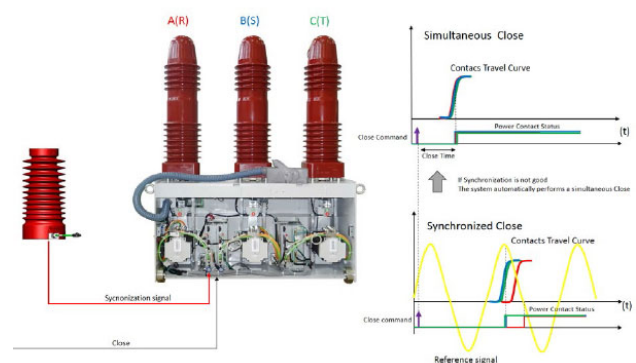 A(R)
B(S)
C(T)
Sycnonization signal
Close
Simultaneous Close
Contacs Travel Curve
Power Contact Status
(t)
Close Command
Close Time
If Synchronization is not good
The system automatically performs a simultaneous Close
Synchronized Close
Contacts Travel Curve
(t)
Power Contact Status
Close command
Reference signal